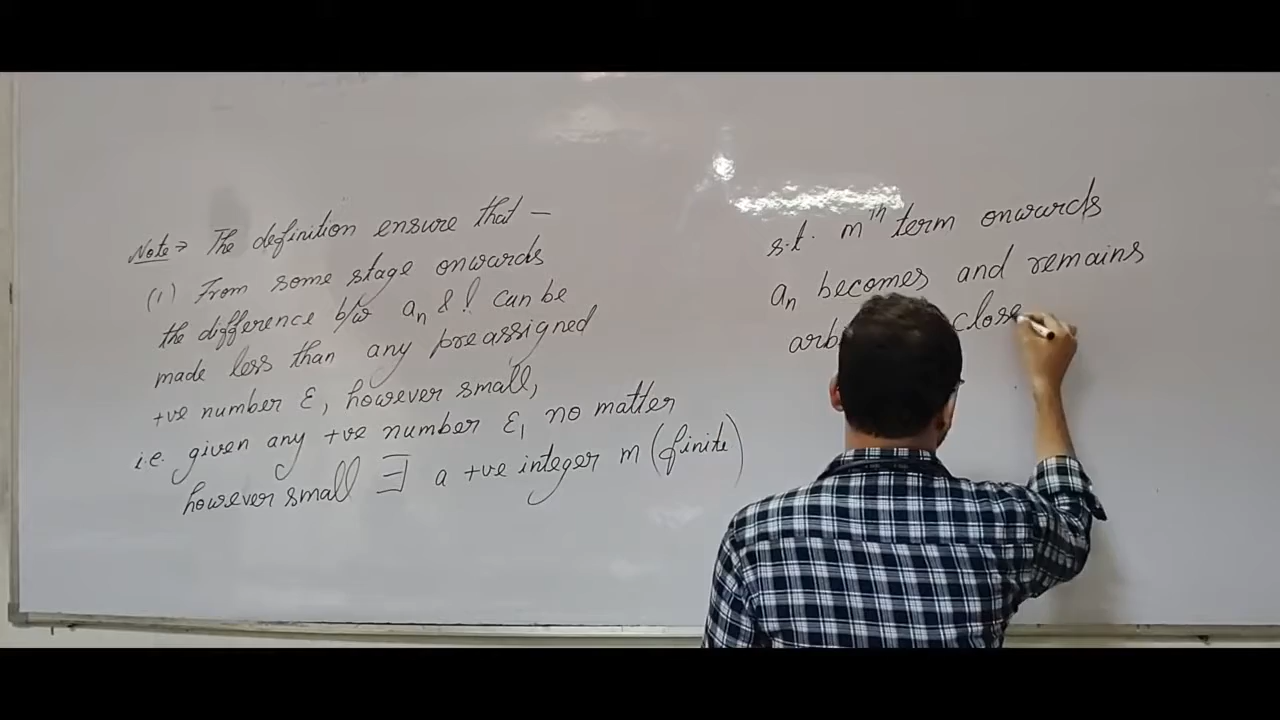 Note → The definition ensure that —
(1) From some stage onwards
the difference b/w an & l can be
made less than any preassigned
+ve number ε, however small,
i.e. given any +ve number ε, no matter
however small ∃ a +ve integer m (finite)
s.t. mth term onwards
an becomes and remains
arb close